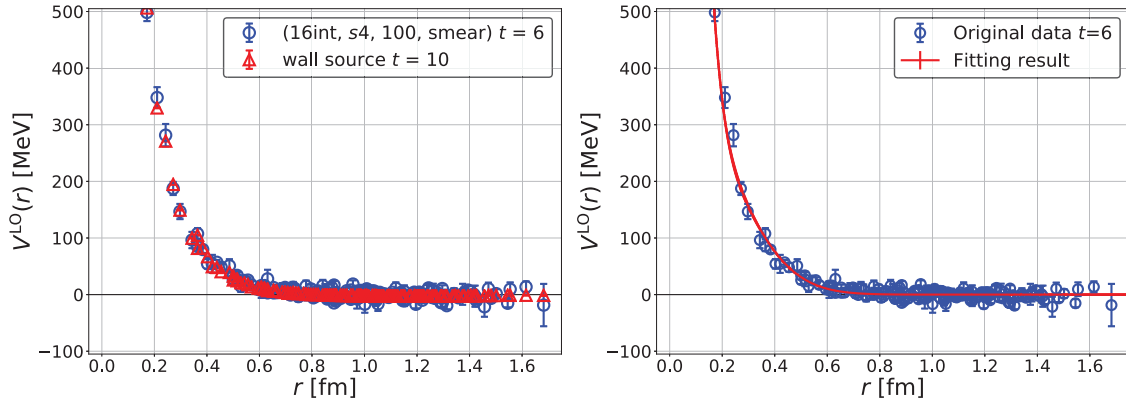 500
400
300
200
100
0
−100
V^LO(r) [MeV]
(16int, s4, 100, smear) t = 6
wall source t = 10
0.0 0.2 0.4 0.6 0.8 1.0 1.2 1.4 1.6
r [fm]
500
400
300
200
100
0
−100
V^LO(r) [MeV]
Original data t=6
Fitting result
0.0 0.2 0.4 0.6 0.8 1.0 1.2 1.4 1.6
r [fm]